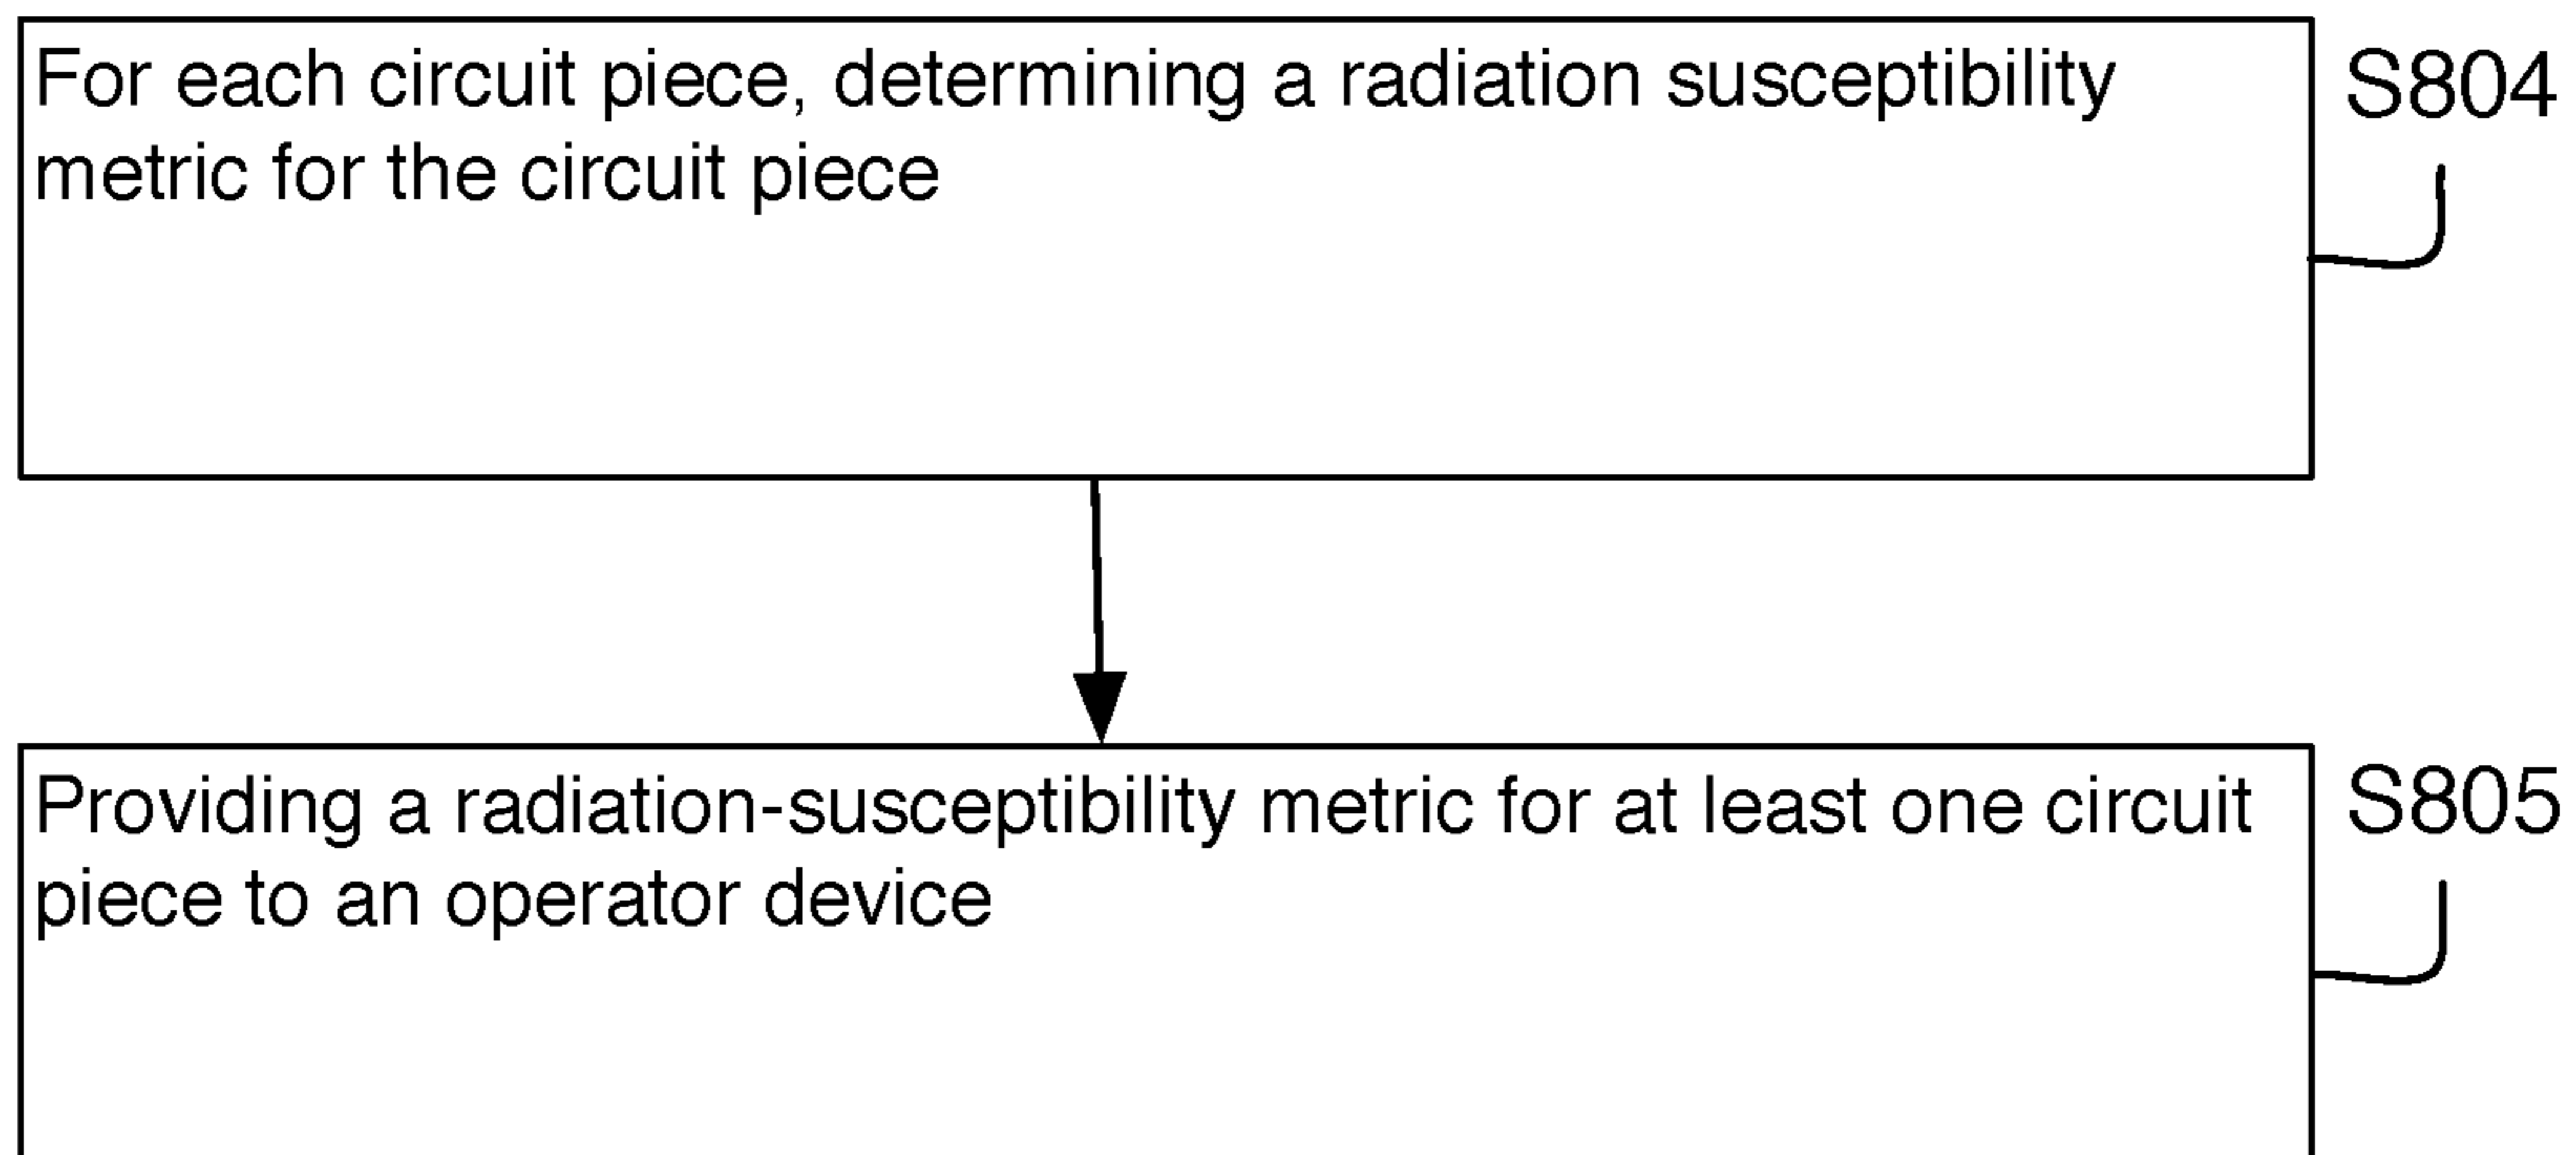 For each circuit piece, determining a radiation susceptibility
metric for the circuit piece
S804
Providing a radiation-susceptibility metric for at least one circuit
piece to an operator device
S805